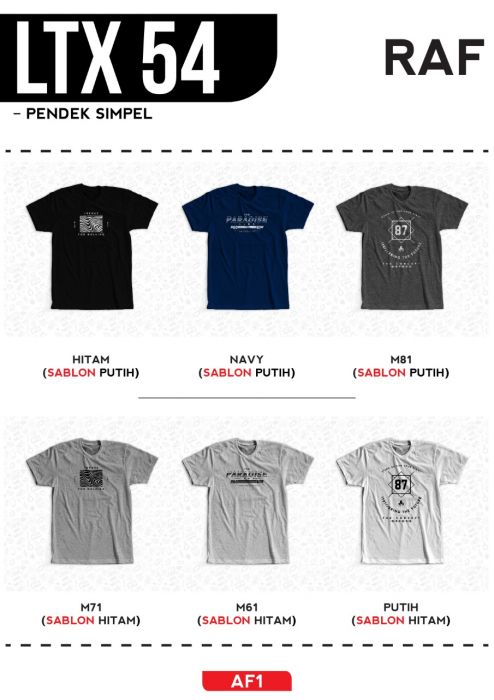 LTX 54
RAF
– PENDEK SIMPEL
PARADISE
87
HITAM
(SABLON PUTIH)
NAVY
(SABLON PUTIH)
M81
(SABLON PUTIH)
PARADISE
87
M71
(SABLON HITAM)
M61
(SABLON HITAM)
PUTIH
(SABLON HITAM)
AF1